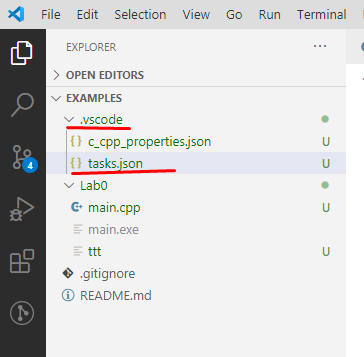 File Edit Selection View Go Run Terminal
EXPLORER ...
OPEN EDITORS
EXAMPLES
.vscode
{} c_cpp_properties.json U
{} tasks.json U
Lab0
main.cpp U
main.exe
ttt U
.gitignore
README.md
4